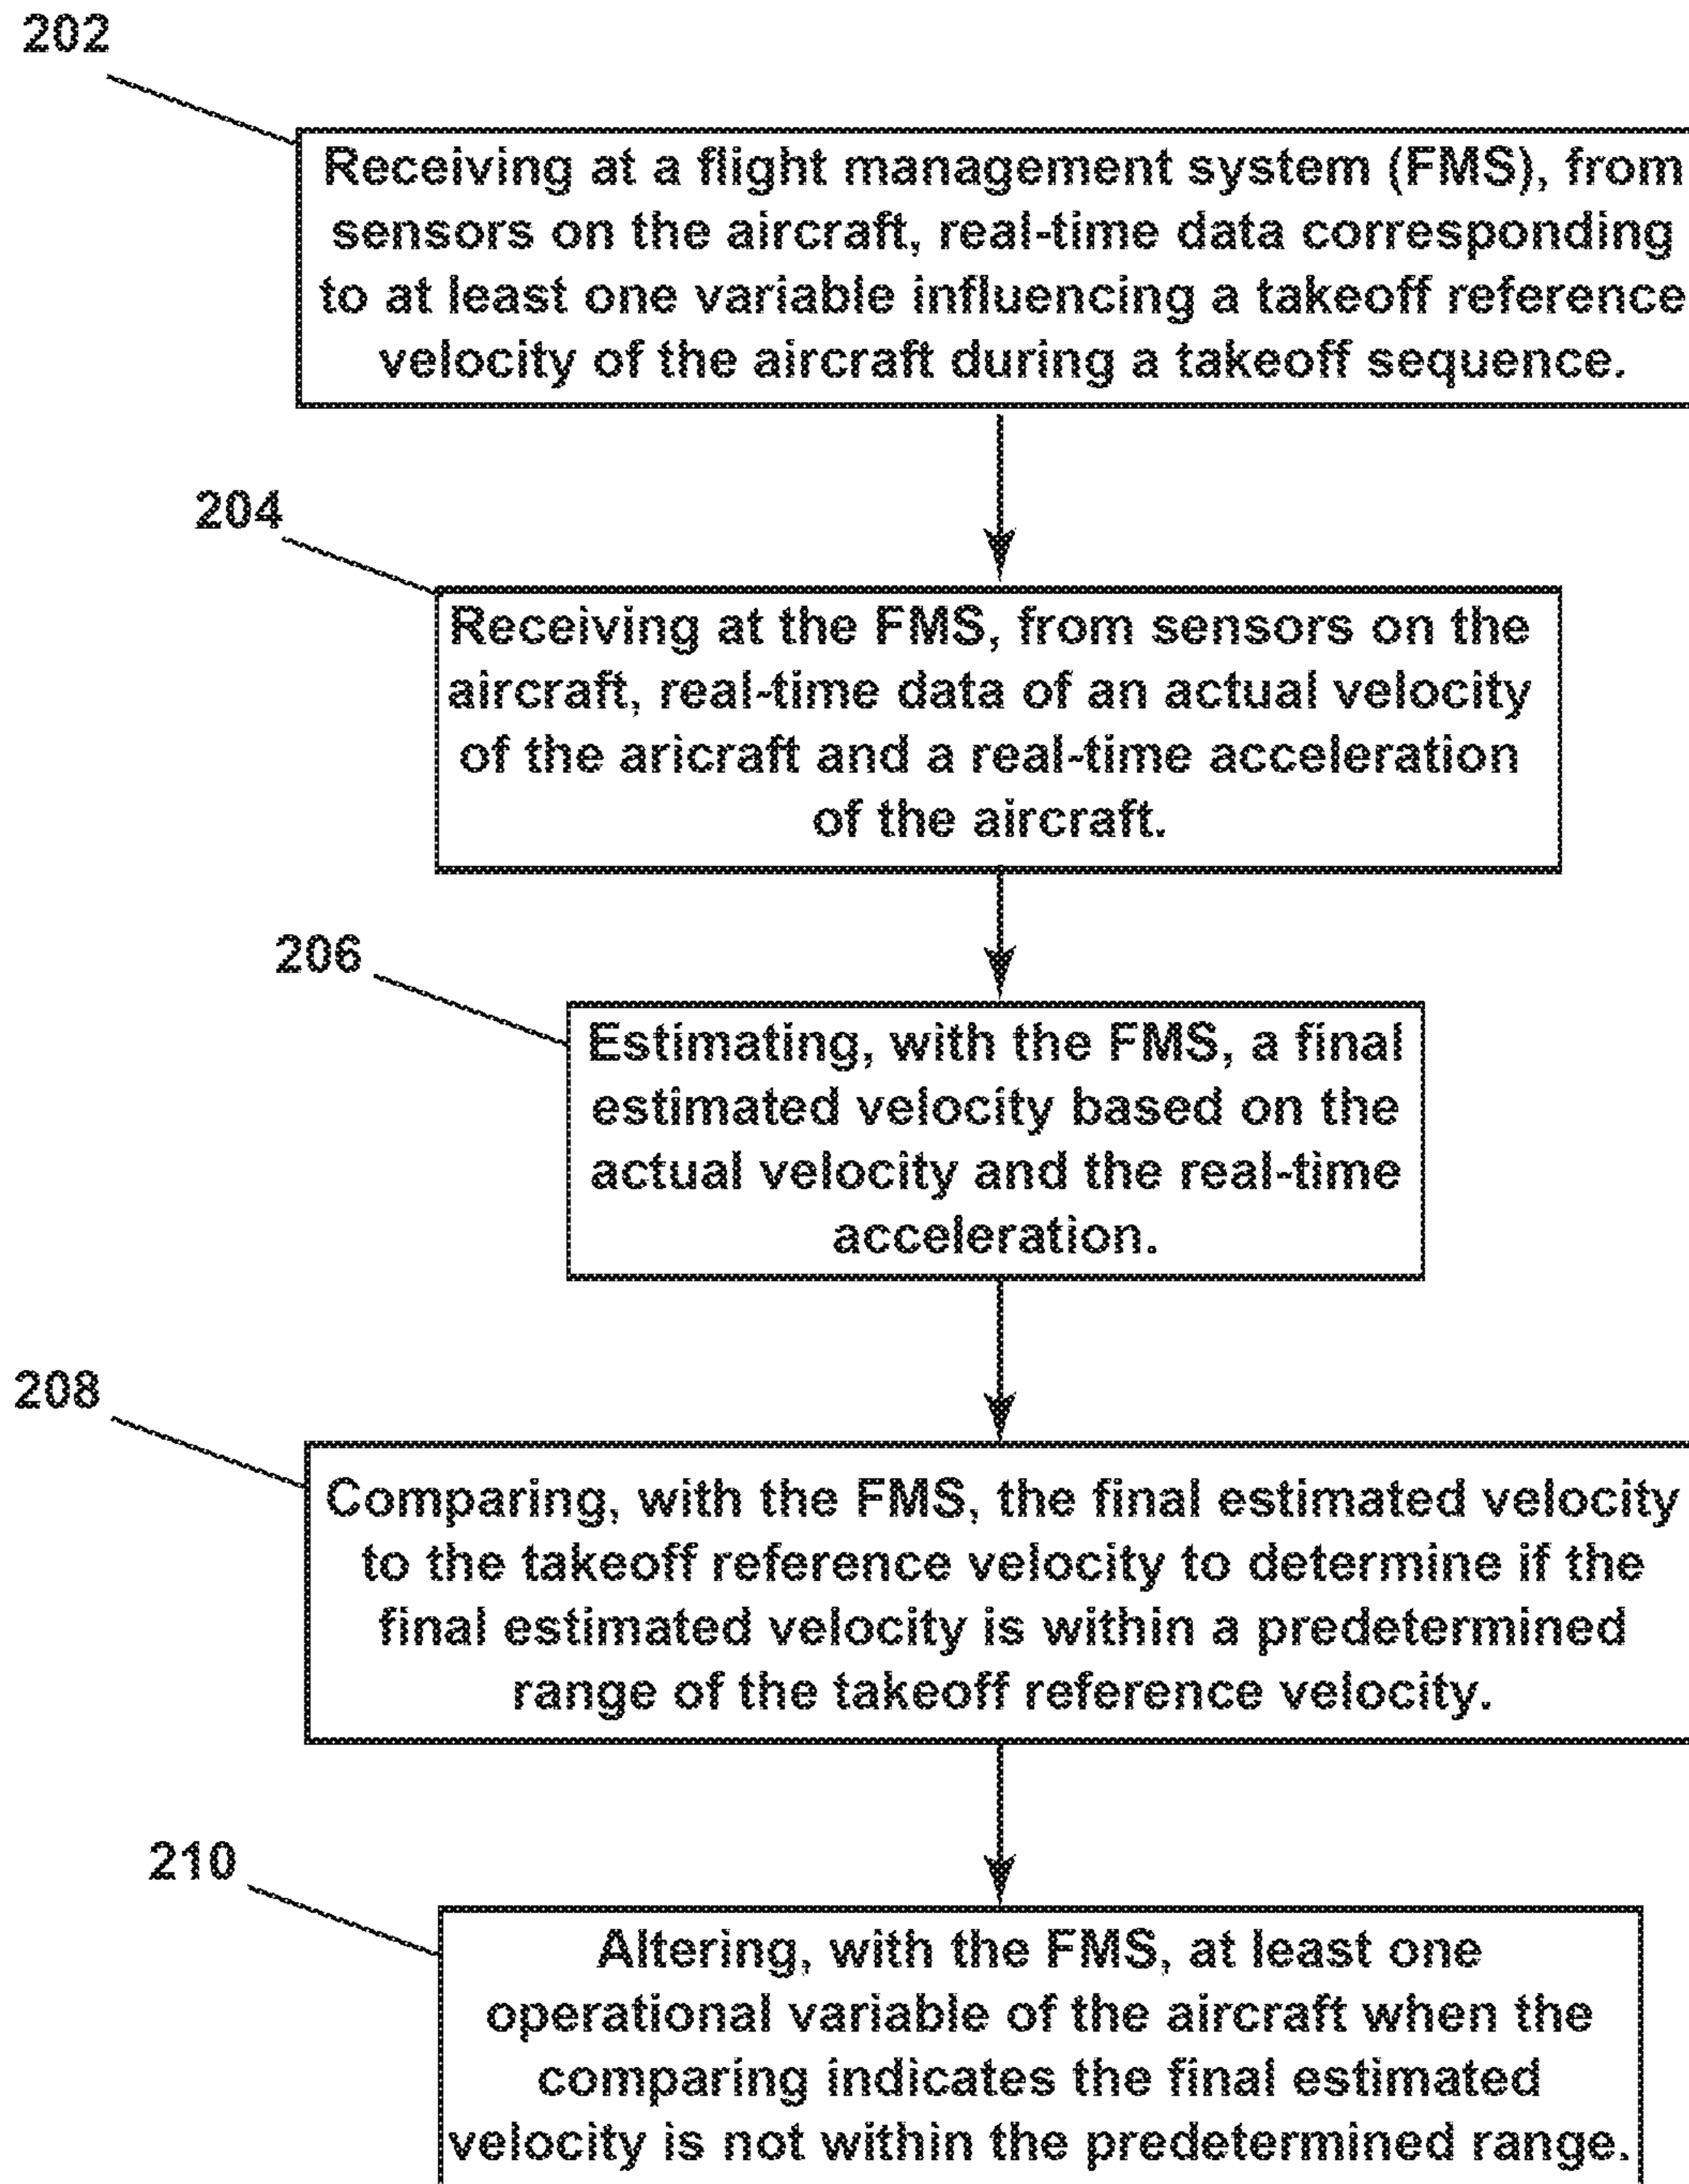 202
Receiving at a flight management system (FMS), from
sensors on the aircraft, real-time data corresponding
to at least one variable influencing a takeoff reference
velocity of the aircraft during a takeoff sequence.
204
Receiving at the FMS, from sensors on the
aircraft, real-time data of an actual velocity
of the aricraft and a real-time acceleration
of the aircraft.
206
Estimating, with the FMS, a final
estimated velocity based on the
actual velocity and the real-time
acceleration.
208
Comparing, with the FMS, the final estimated velocity
to the takeoff reference velocity to determine if the
final estimated velocity is within a predetermined
range of the takeoff reference velocity.
210
Altering, with the FMS, at least one
operational variable of the aircraft when the
comparing indicates the final estimated
velocity is not within the predetermined range.